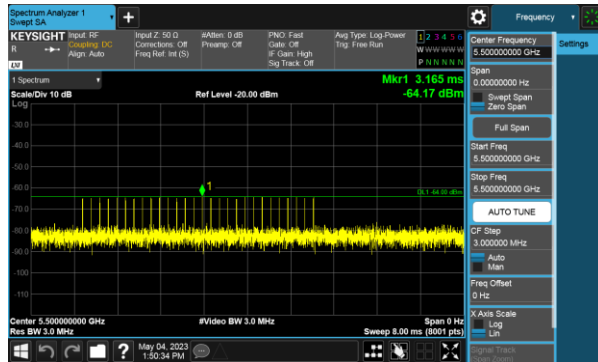 Spectrum Analyzer 1
Swept SA
+
Frequency
KEYSIGHT
R
LXI
Input: RF
Coupling: DC
Align: Auto
Input Z: 50 Ω
Corrections: Off
Freq Ref: Int (S)
#Atten: 0 dB
Preamp: Off
PNO: Fast
Gate: Off
IF Gain: High
Sig Track: Off
Avg Type: Log-Power
Trig: Free Run
1 2 3 4 5 6
W W W W W W
P N N N N N
1 Spectrum
Scale/Div 10 dB
Log
Ref Level -20.00 dBm
Mkr1 3.165 ms
-64.17 dBm
-30.0
-40.0
-50.0
-60.0
-70.0
-80.0
-90.0
-100
-110
1
DL1 -64.00 dBm
Center 5.500000000 GHz
Res BW 3.0 MHz
#Video BW 3.0 MHz
Span 0 Hz
Sweep 8.00 ms (8001 pts)
?
May 04, 2023
1:50:34 PM
Center Frequency
5.500000000 GHz
Span
0.00000000 Hz
Swept Span
Zero Span
Full Span
Start Freq
5.500000000 GHz
Stop Freq
5.500000000 GHz
AUTO TUNE
CF Step
3.000000 MHz
Auto
Man
Freq Offset
0 Hz
X Axis Scale
Log
Lin
Signal Track
(Span Zoom)
Settings